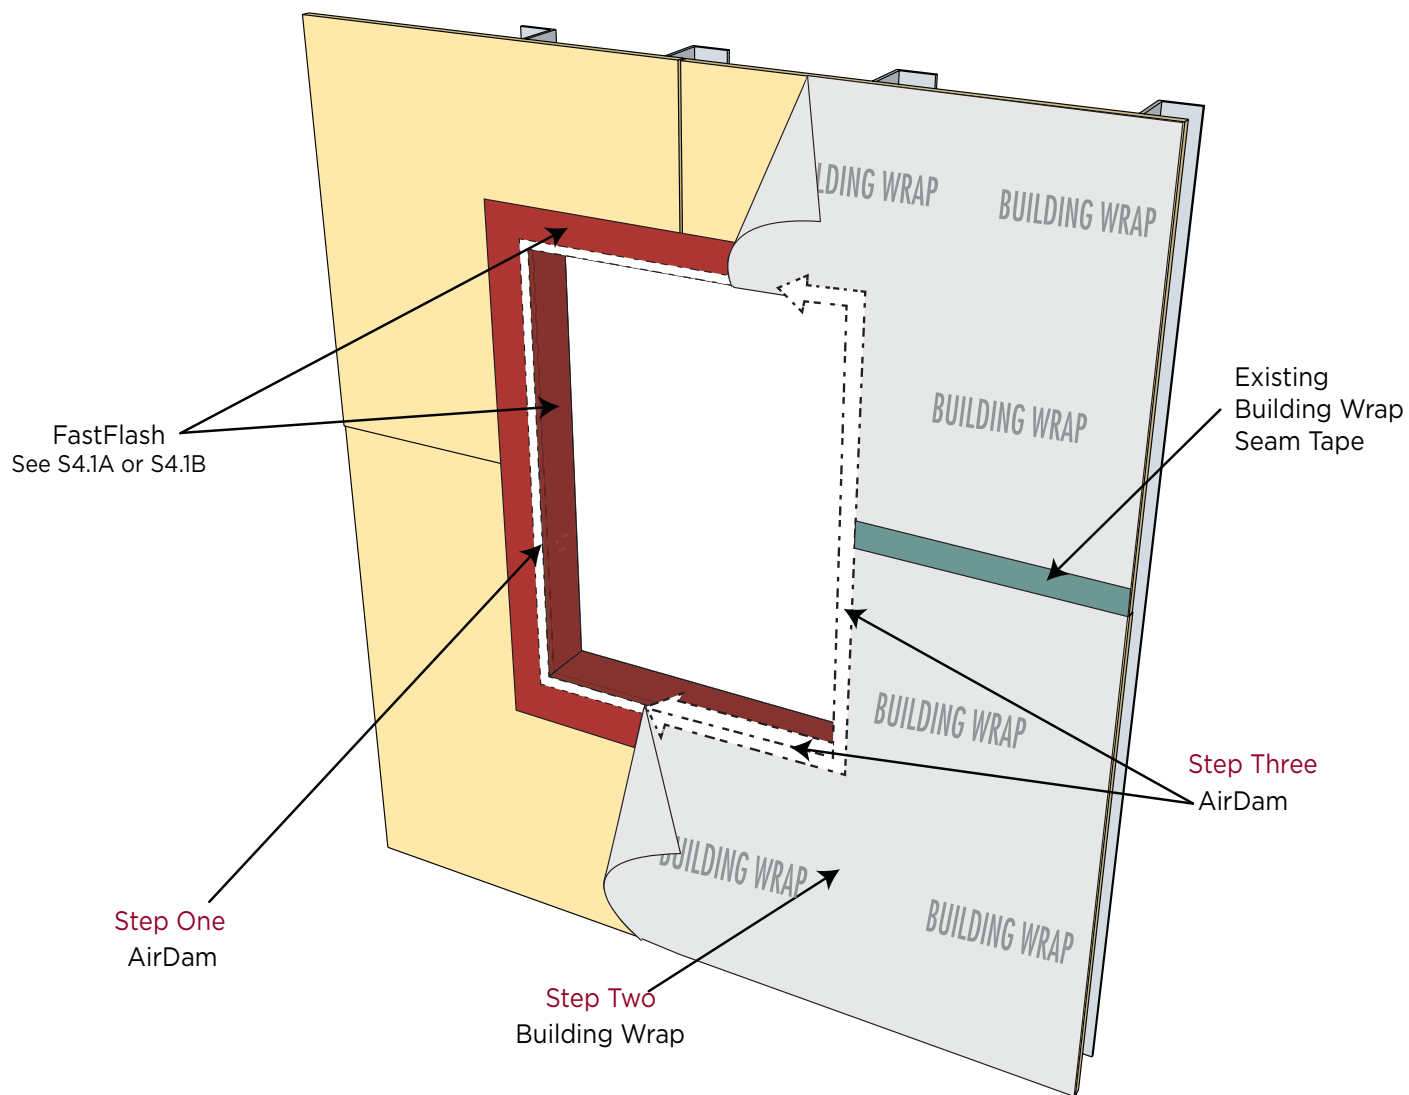 LDING WRAP
BUILDING WRAP
BUILDING WRAP
Existing
Building Wrap
Seam Tape
FastFlash
See S4.1A or S4.1B
BUILDING WRAP
Step Three
AirDam
BUILDING WRAP
BUILDING WRAP
Step One
AirDam
Step Two
Building Wrap